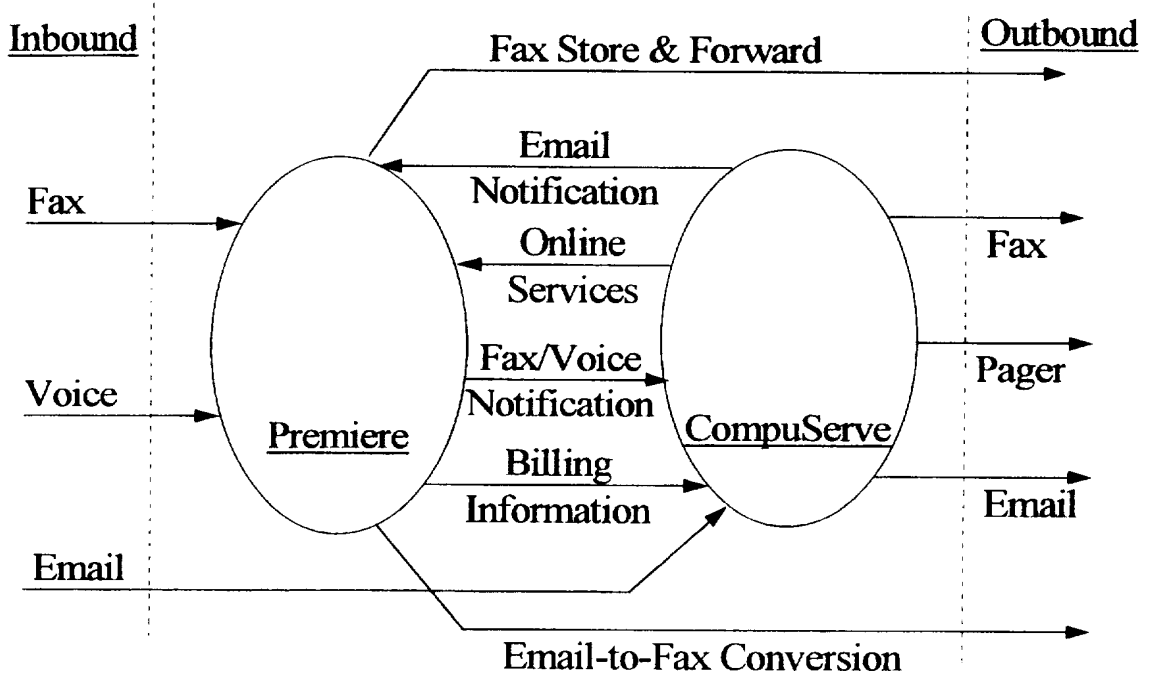 Inbound
Outbound
Fax Store & Forward
Email
Notification
Fax
Fax
Online
Services
Fax/Voice
Notification
Voice
Pager
Premiere
CompuServe
Billing
Information
Email
Email
Email-to-Fax Conversion